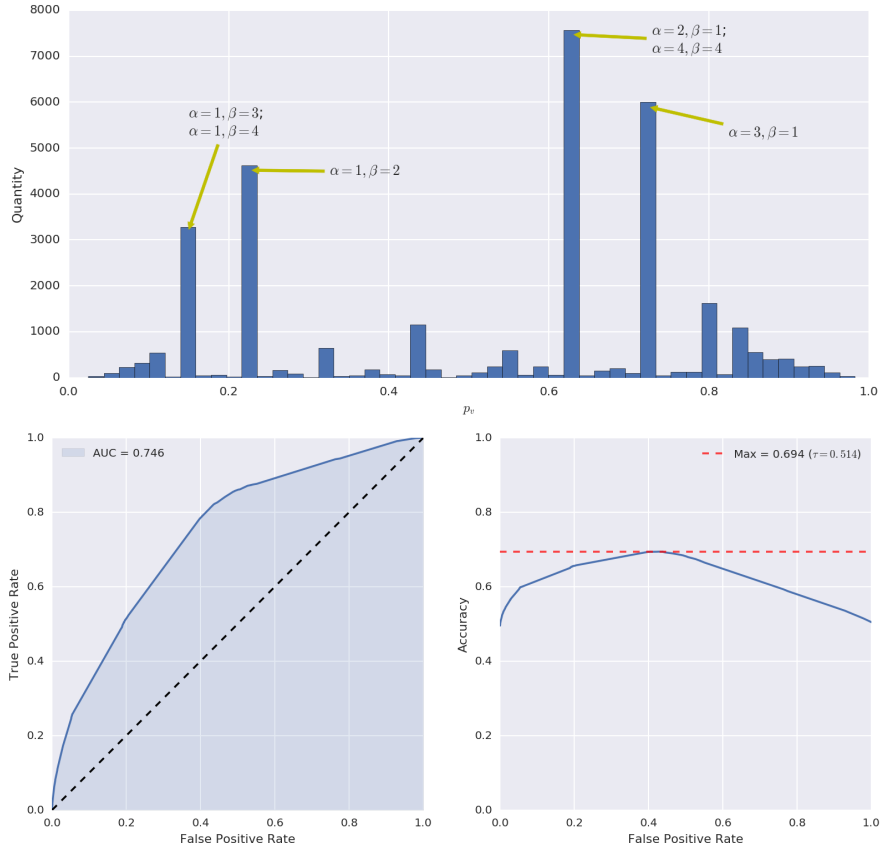 8000
7000
6000
5000
4000
3000
2000
1000
0
Quantity
α = 1, β = 3;
α = 1, β = 4
α = 1, β = 2
α = 2, β = 1;
α = 4, β = 4
α = 3, β = 1
0.0 0.2 0.4 0.6 0.8 1.0
p_v
1.0
0.8
0.6
0.4
0.2
0.0
True Positive Rate
AUC = 0.746
0.0 0.2 0.4 0.6 0.8 1.0
False Positive Rate
1.0
0.8
0.6
0.4
0.2
0.0
Accuracy
Max = 0.694 (τ = 0.514)
0.0 0.2 0.4 0.6 0.8 1.0
False Positive Rate